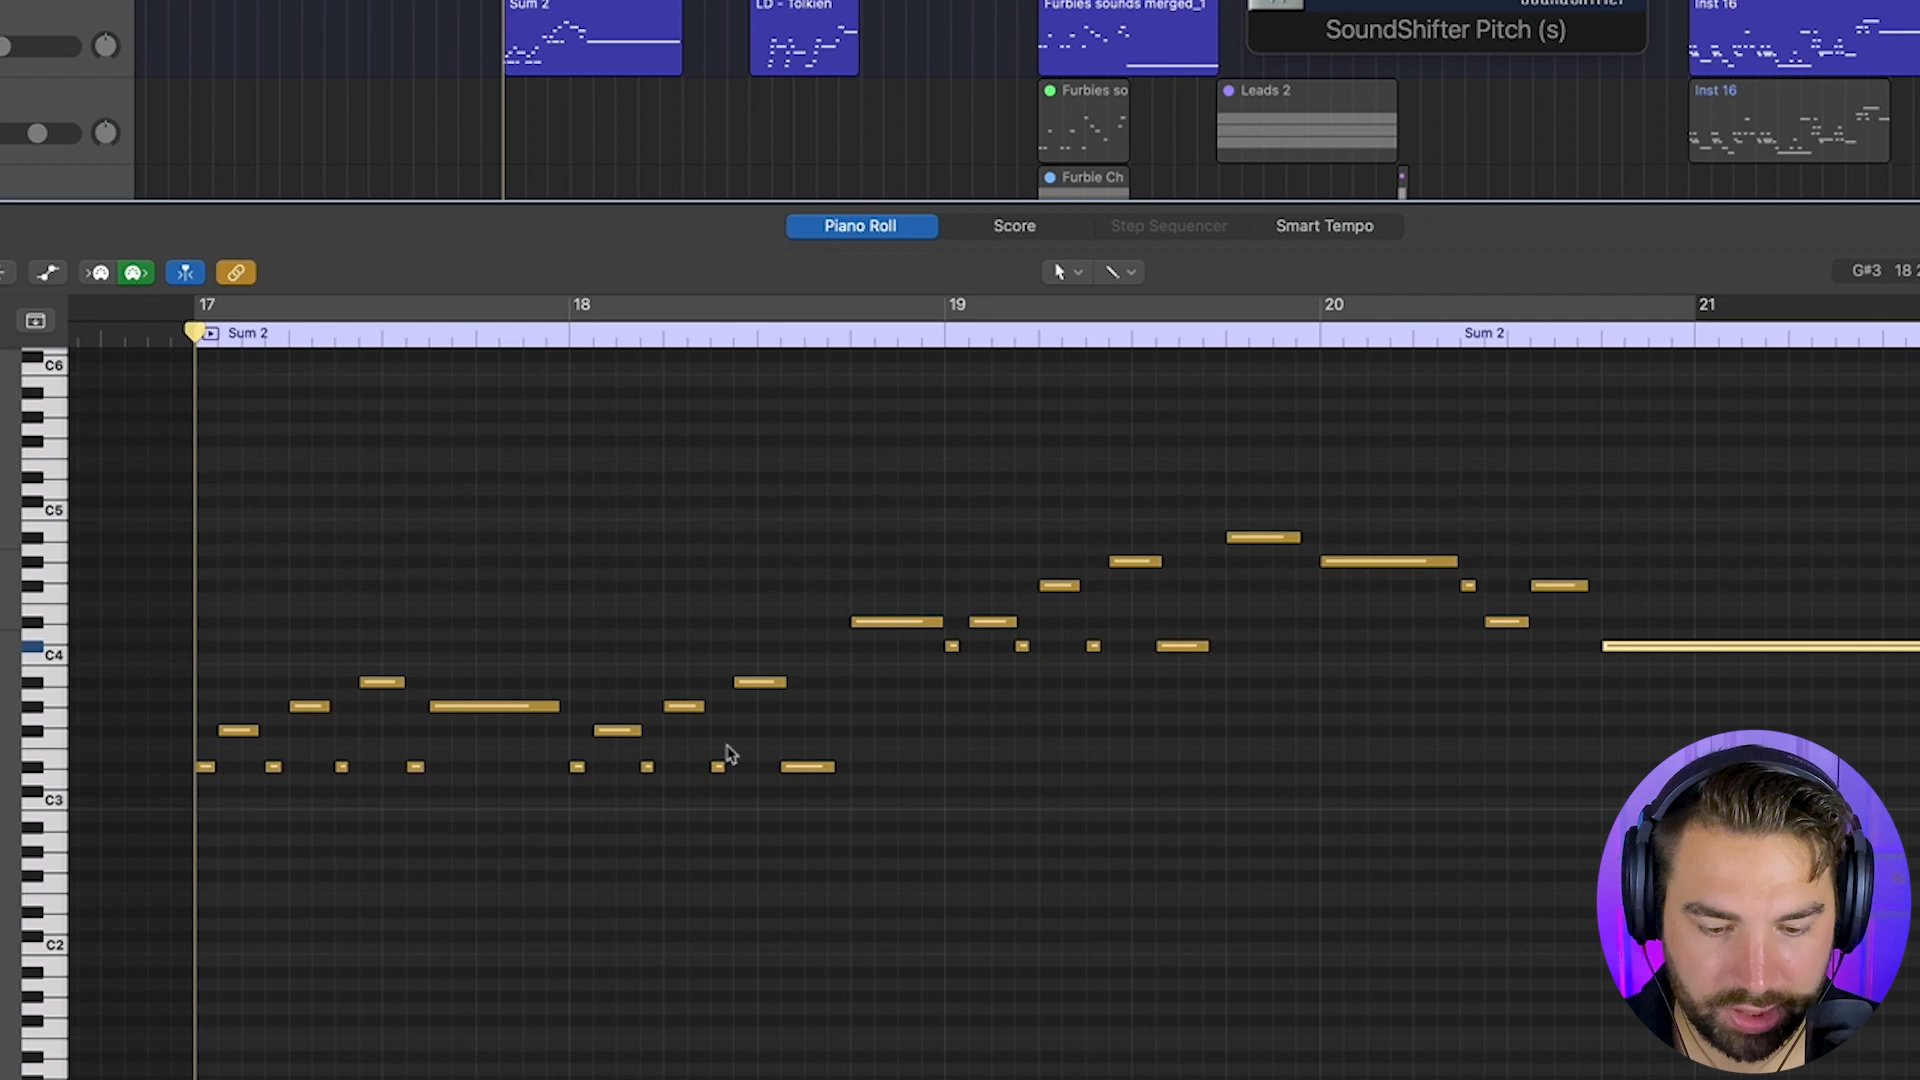 Sum 2
LD - Tolkien
Furbies sounds merged_1
SoundShifter Pitch (s)
Inst 16
Furbies so
Leads 2
Inst 16
Furbie Ch
Piano Roll
Score
Step Sequencer
Smart Tempo
G#3 18 2
17
18
19
20
21
Sum 2
Sum 2
C6
C5
C4
C3
C2